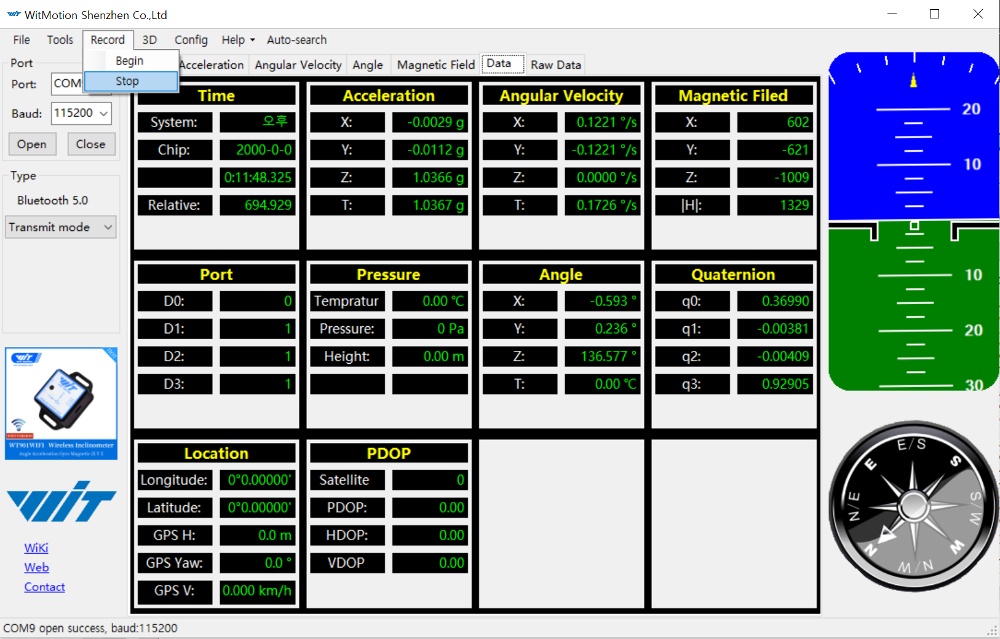 WitMotion Shenzhen Co.,Ltd
File Tools Record 3D Config Help Auto-search
Begin
Stop
Acceleration Angular Velocity Angle Magnetic Field Data Raw Data
Port
Port:
Baud: 115200
Open Close
Type
Bluetooth 5.0
Transmit mode
Time
System: 오후
Chip: 2000-0-0
0:11:48.325
Relative: 694.929
Acceleration
X: -0.0029 g
Y: -0.0112 g
Z: 1.0366 g
T: 1.0367 g
Angular Velocity
X: 0.1221 °/s
Y: -0.1221 °/s
Z: 0.0000 °/s
T: 0.1726 °/s
Magnetic Filed
X: 602
Y: -621
Z: -1009
|H|: 1329
Port
D0: 0
D1: 1
D2: 1
D3: 1
Pressure
Tempratur 0.00 ℃
Pressure: 0 Pa
Height: 0.00 m
Angle
X: -0.593 °
Y: 0.236 °
Z: 136.577 °
T: 0.00 ℃
Quaternion
q0: 0.36990
q1: -0.00381
q2: -0.00409
q3: 0.92905
Location
Longitude: 0°0.00000'
Latitude: 0°0.00000'
GPS H: 0.0 m
GPS Yaw: 0.0 °
GPS V: 0.000 km/h
PDOP
Satellite 0
PDOP: 0.00
HDOP: 0.00
VDOP 0.00
20
10
10
20
30
E/S
S
S/W
W
N/W
N
N/E
E
WiT
HOT
WiT
WT901WIFI Wireless Inclinometer
Angle Acceleration Gyro Magnetic (X Y Z
WiT
WiKi
Web
Contact
COM9 open success, baud:115200